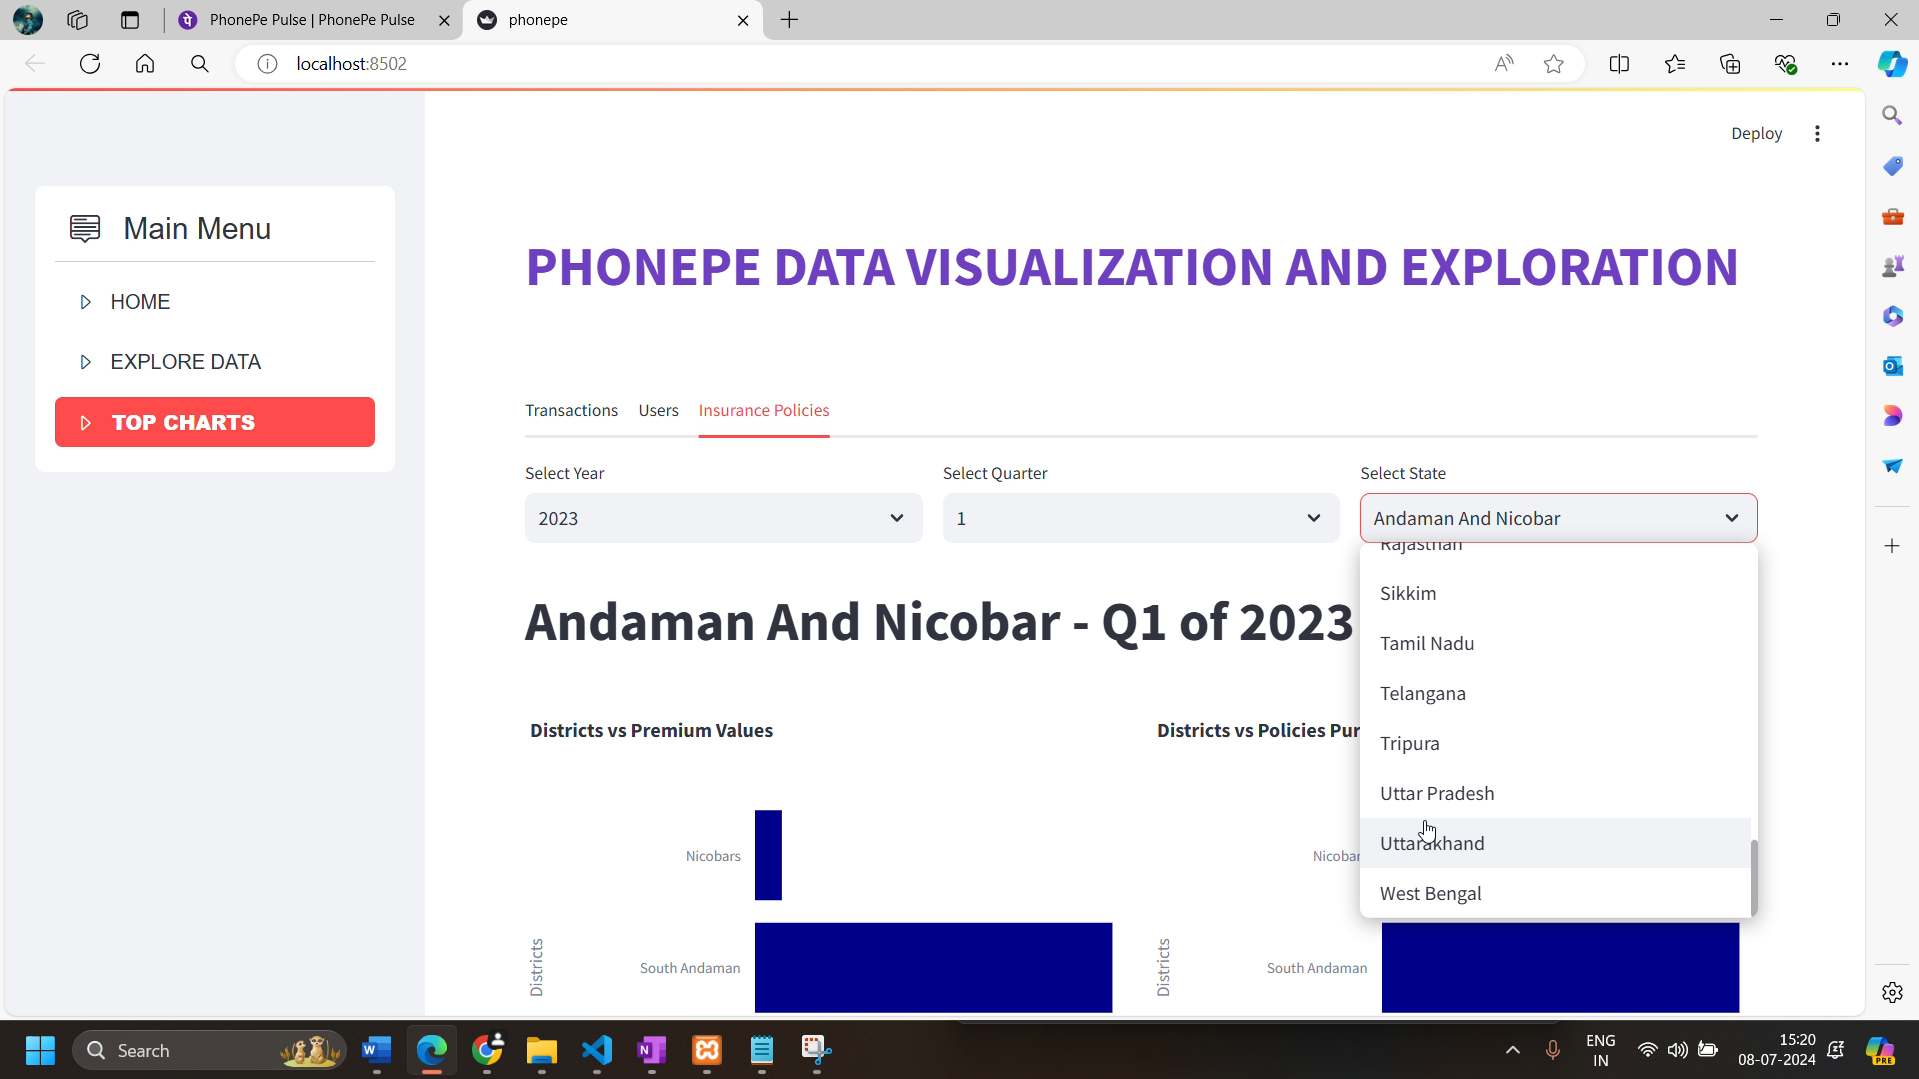 PhonePe Pulse | PhonePe Pulse
phonepe
localhost:8502
Deploy
Main Menu
HOME
EXPLORE DATA
TOP CHARTS
PHONEPE DATA VISUALIZATION AND EXPLORATION
Transactions Users Insurance Policies
Select Year Select Quarter Select State
2023 1 Andaman And Nicobar
Rajasthan
Sikkim
Tamil Nadu
Telangana
Tripura
Uttar Pradesh
Uttarakhand
West Bengal
Andaman And Nicobar - Q1 of 2023
Districts vs Premium Values
Districts vs Policies Pur
Nicobars
South Andaman
Districts
Nicobar
South Andaman
Districts
Search
ENG
IN
15:20
08-07-2024
PRE